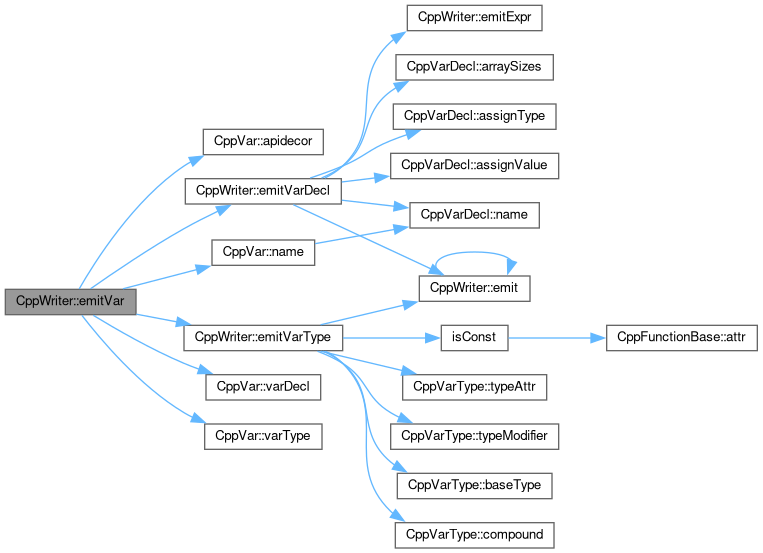 CppWriter::emitExpr
CppVarDecl::arraySizes
CppVarDecl::assignType
CppVar::apidecor
CppVarDecl::assignValue
CppWriter::emitVarDecl
CppVarDecl::name
CppVar::name
CppWriter::emit
CppWriter::emitVar
CppWriter::emitVarType
isConst
CppFunctionBase::attr
CppVar::varDecl
CppVarType::typeAttr
CppVar::varType
CppVarType::typeModifier
CppVarType::baseType
CppVarType::compound